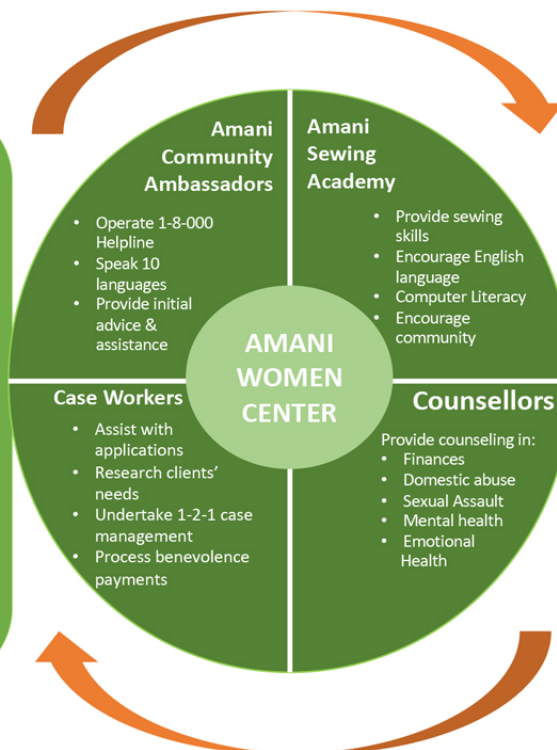 Amani
Community
Ambassadors
• Operate 1-8-000
Helpline
• Speak 10
languages
• Provide initial
advice &
assistance
Amani
Sewing
Academy
• Provide sewing
skills
• Encourage English
language
• Computer Literacy
• Encourage
community
AMANI
WOMEN
CENTER
Case Workers
• Assist with
applications
• Research clients'
needs
• Undertake 1-2-1 case
management
• Process benevolence
payments
Counsellors
Provide counseling in:
• Finances
• Domestic abuse
• Sexual Assault
• Mental health
• Emotional
Health